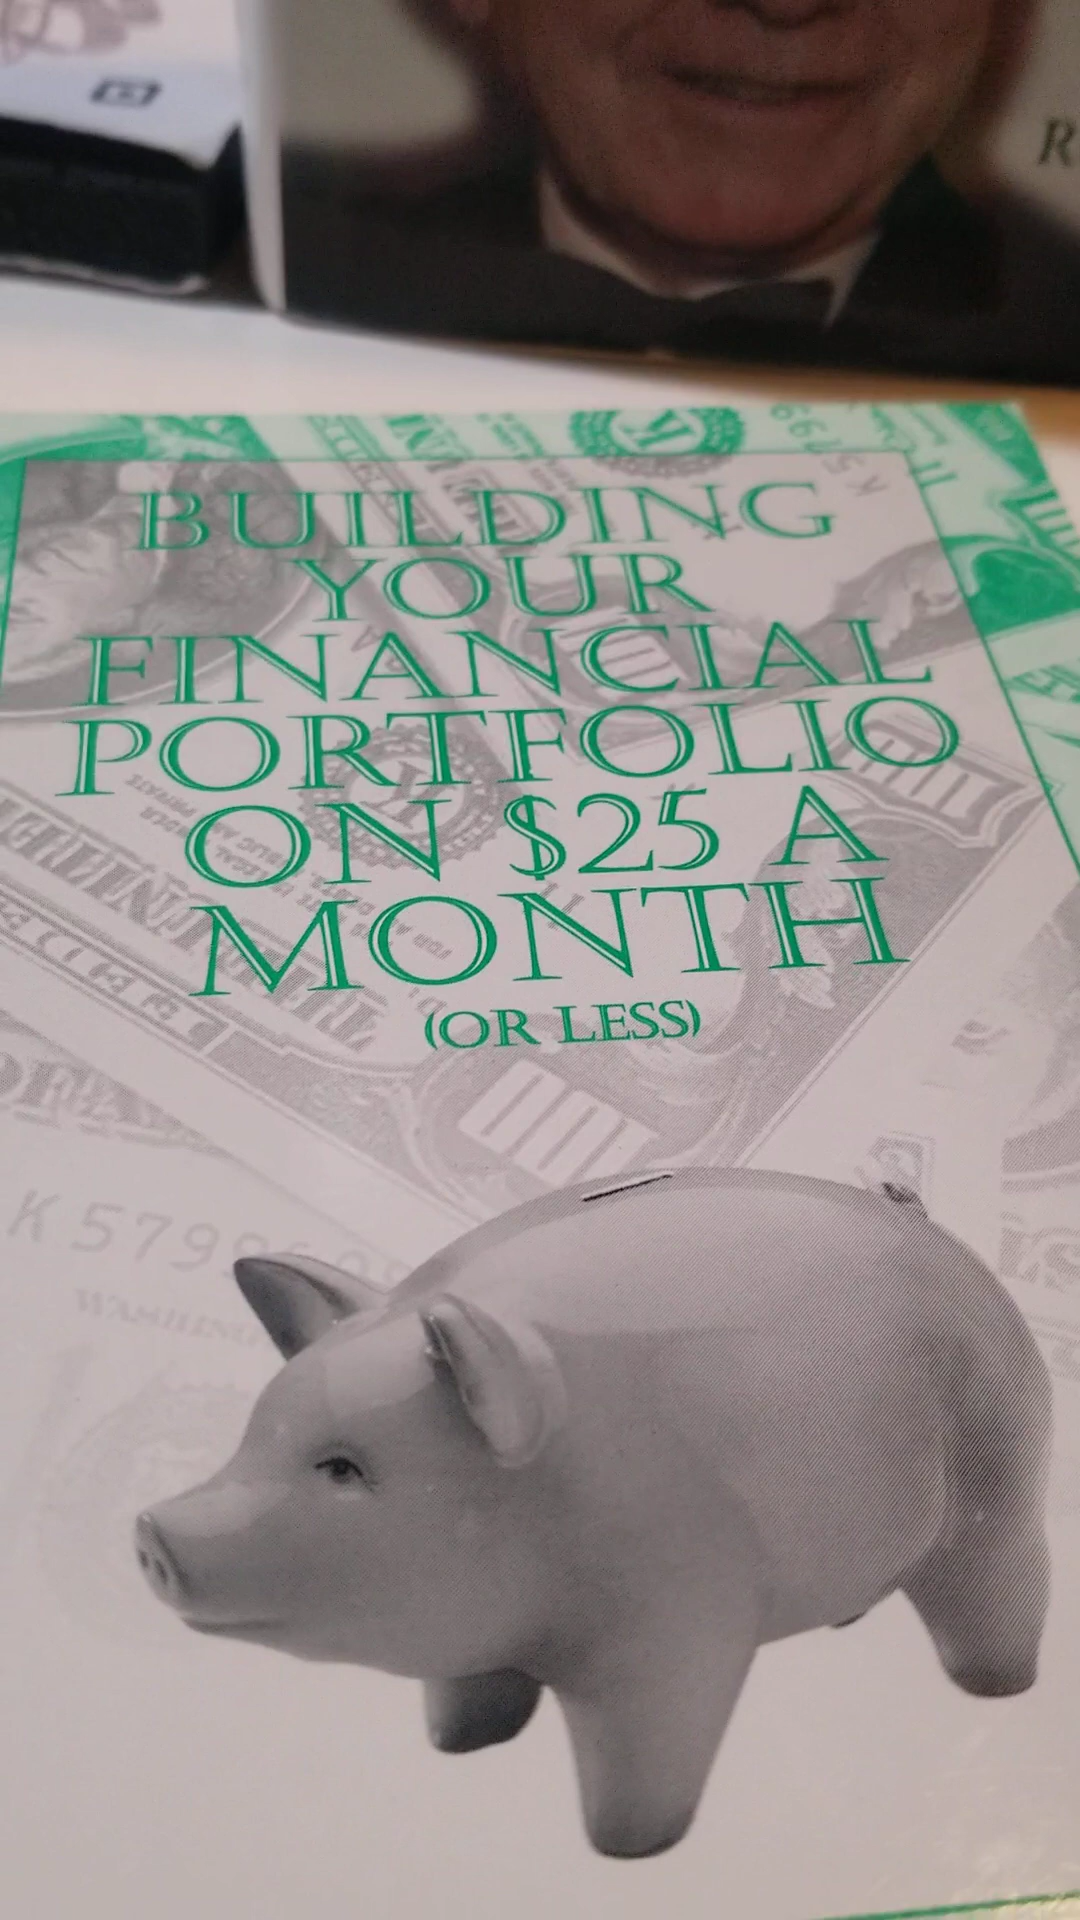 R
BUILDING
YOUR
FINANCIAL
PORTFOLIO
ON $25 A
MONTH
(OR LESS)